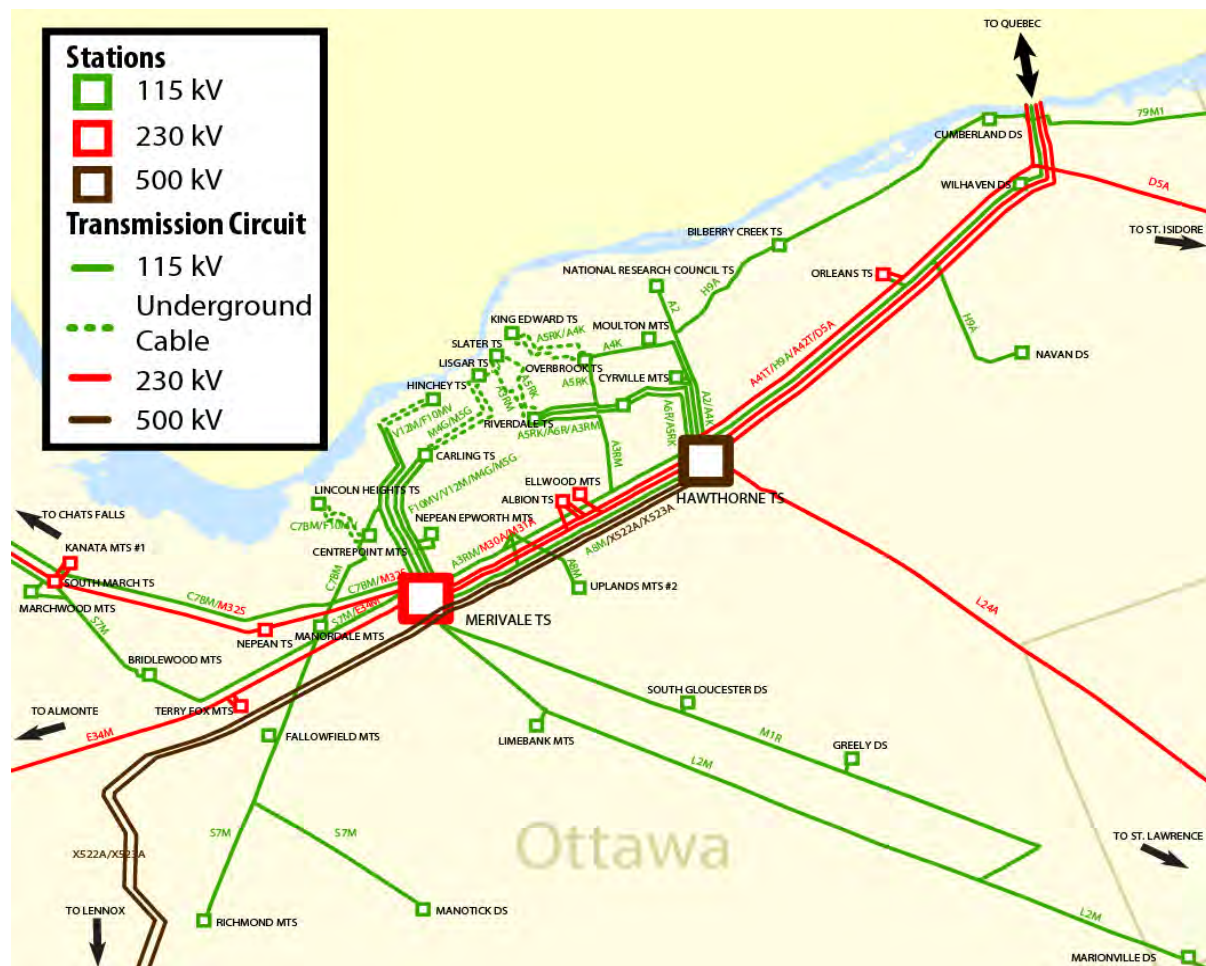 Stations
115 kV
230 kV
500 kV
Transmission Circuit
115 kV
Underground
Cable
230 kV
500 kV
TO QUEBEC
CUMBERLAND DS
79M1
WILHAVEN DS
D5A
TO ST. ISIDORE
BILBERRY CREEK TS
ORLEANS TS
NATIONAL RESEARCH COUNCIL TS
H9A
A2
KING EDWARD TS
A5RK/A4K
MOULTON MTS
SLATER TS
A4K
LISGAR TS
OVERBROOK TS
HINCHEY TS
A3RM
A5RK
A5RK
CYRVILLE MTS
A41T/H9A/A42T/D5A
H9A
NAVAN DS
V12M/F10MV
M4G/M5G
RIVERDALE TS
A5RK/A6R/A3RM
A6R/A5RK
A2/A4K
CARLING TS
A3RM
HAWTHORNE TS
ELLWOOD MTS
ALBION TS
LINCOLN HEIGHTS TS
F10MV/V12M/M4G/M5G
C7BM/F10MV
NEPEAN EPWORTH MTS
TO CHATS FALLS
CENTREPOINT MTS
A3RM/M30A/M31A
A8M/X522A/X523A
KANATA MTS #1
C7BM
A8M
UPLANDS MTS #2
SOUTH MARCH TS
C7BM/M32S
C7BM/M32S
MARCHWOOD MTS
S7M/E34M
MERIVALE TS
L24A
S7M
NEPEAN TS
MANORDALE MTS
BRIDLEWOOD MTS
TO ALMONTE
TERRY FOX MTS
SOUTH GLOUCESTER DS
E34M
FALLOWFIELD MTS
LIMEBANK MTS
M1R
GREELY DS
L2M
X522A/X523A
S7M
S7M
Ottawa
TO ST. LAWRENCE
TO LENNOX
RICHMOND MTS
MANOTICK DS
L2M
MARIONVILLE DS